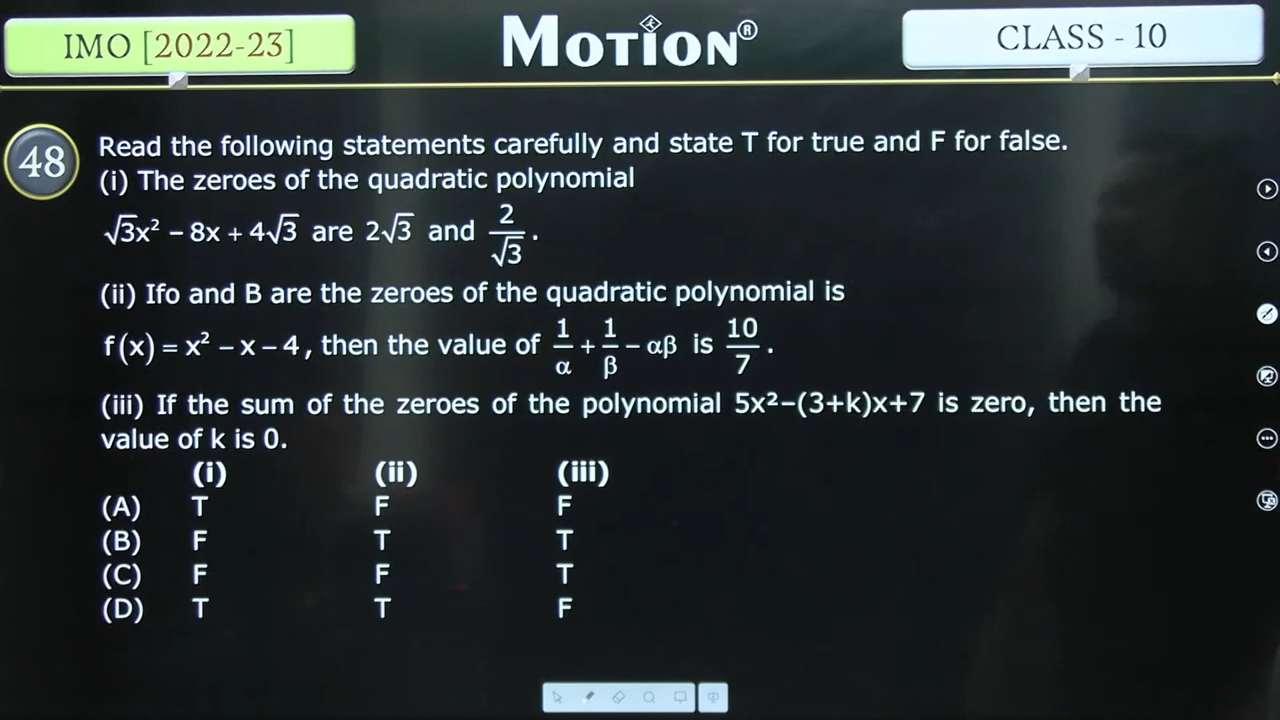 IMO [2022-23]
MOTION®
CLASS - 10
48
Read the following statements carefully and state T for true and F for false.
(i) The zeroes of the quadratic polynomial
√3x² − 8x + 4√3 are 2√3 and 2/√3 .
(ii) Ifo and B are the zeroes of the quadratic polynomial is
f(x) = x² − x − 4, then the value of 1/α + 1/β − αβ is 10/7 .
(iii) If the sum of the zeroes of the polynomial 5x²−(3+k)x+7 is zero, then the
value of k is 0.
(i) (ii) (iii)
(A) T F F
(B) F T T
(C) F F T
(D) T T F